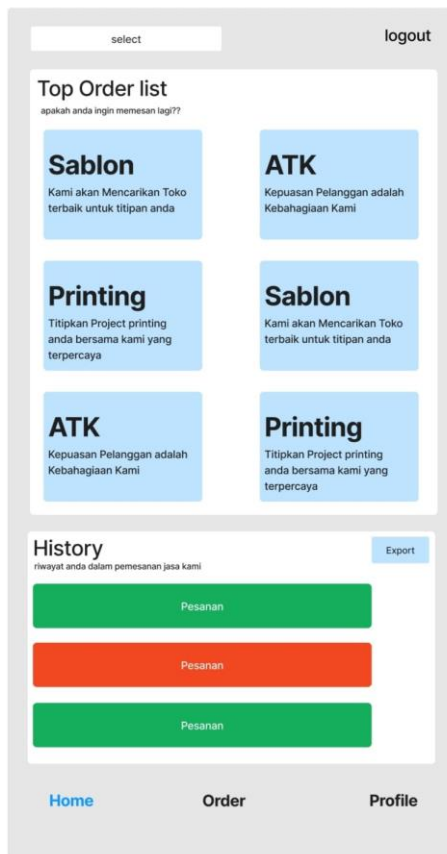 select
logout
Top Order list
apakah anda ingin memesan lagi??
Sablon
Kami akan Mencarikan Toko
terbaik untuk titipan anda
ATK
Kepuasan Pelanggan adalah
Kebahagiaan Kami
Printing
Titipkan Project printing
anda bersama kami yang
terpercaya
Sablon
Kami akan Mencarikan Toko
terbaik untuk titipan anda
ATK
Kepuasan Pelanggan adalah
Kebahagiaan Kami
Printing
Titipkan Project printing
anda bersama kami yang
terpercaya
History
riwayat anda dalam pemesanan jasa kami
Export
Pesanan
Pesanan
Pesanan
Home
Order
Profile